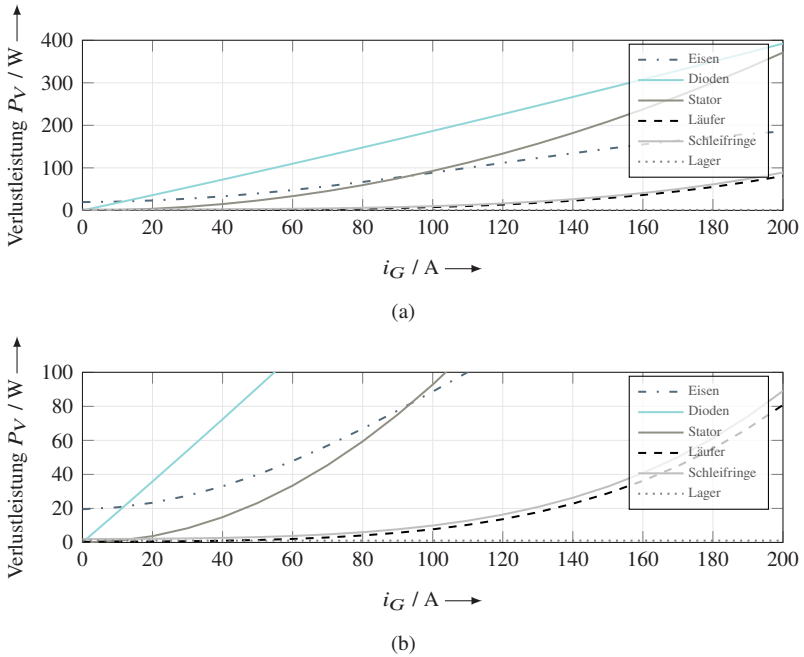 Verlustleistung P_V / W ⟶
400
300
200
100
0
0 20 40 60 80 100 120 140 160 180 200
i_G / A ⟶
Eisen
Dioden
Stator
Läufer
Schleifringe
Lager
(a)
Verlustleistung P_V / W ⟶
100
80
60
40
20
0
0 20 40 60 80 100 120 140 160 180 200
i_G / A ⟶
Eisen
Dioden
Stator
Läufer
Schleifringe
Lager
(b)